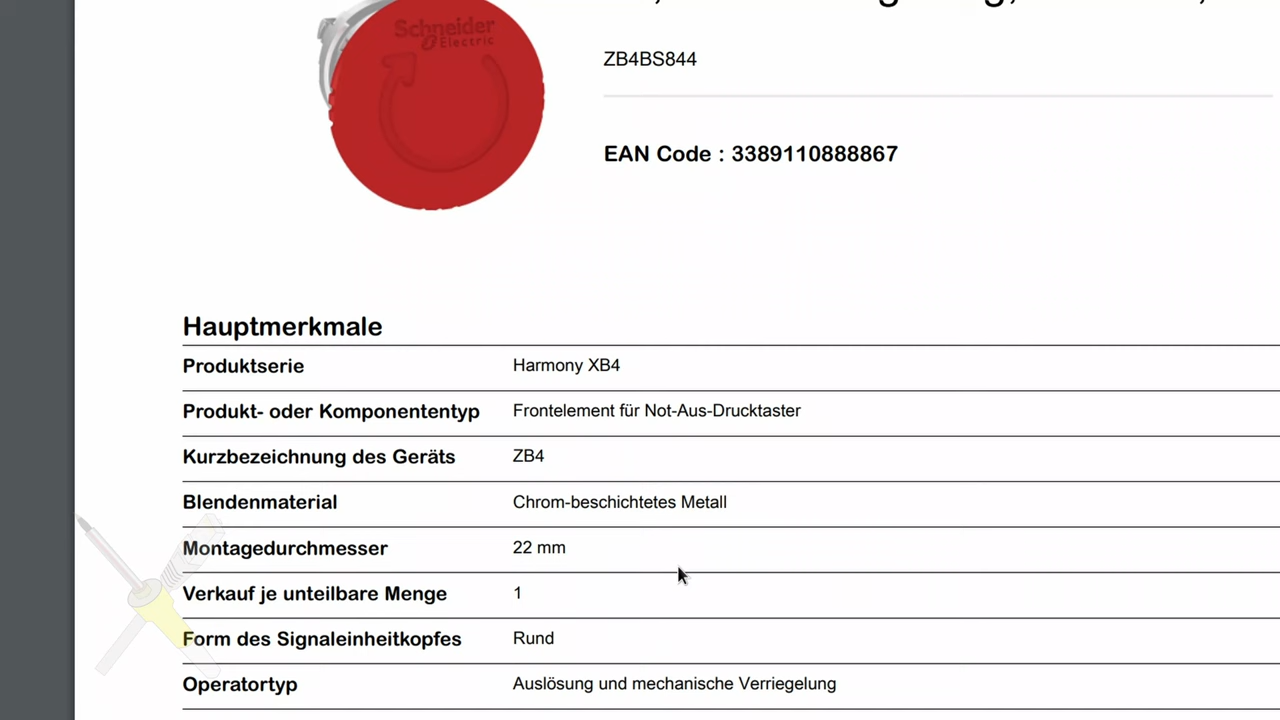 Schneider
Electric
ZB4BS844
EAN Code : 3389110888867
Hauptmerkmale
Produktserie Harmony XB4
Produkt- oder Komponententyp Frontelement für Not-Aus-Drucktaster
Kurzbezeichnung des Geräts ZB4
Blendenmaterial Chrom-beschichtetes Metall
Montagedurchmesser 22 mm
Verkauf je unteilbare Menge 1
Form des Signaleinheitkopfes Rund
Operatortyp Auslösung und mechanische Verriegelung